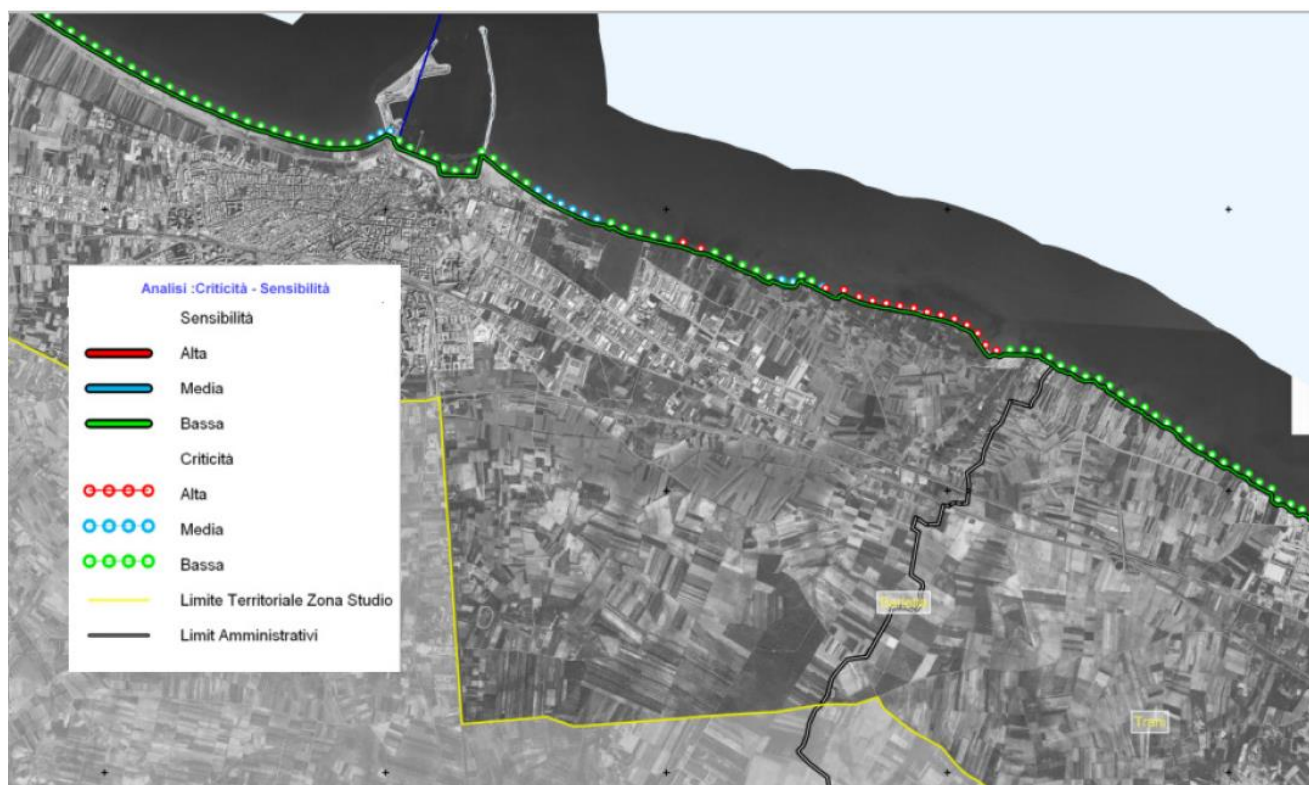 Analisi :Criticità - Sensibilità
Sensibilità
Alta
Media
Bassa
Criticità
Alta
Media
Bassa
Limite Territoriale Zona Studio
Limit Amministrativi
Barletta
Trani